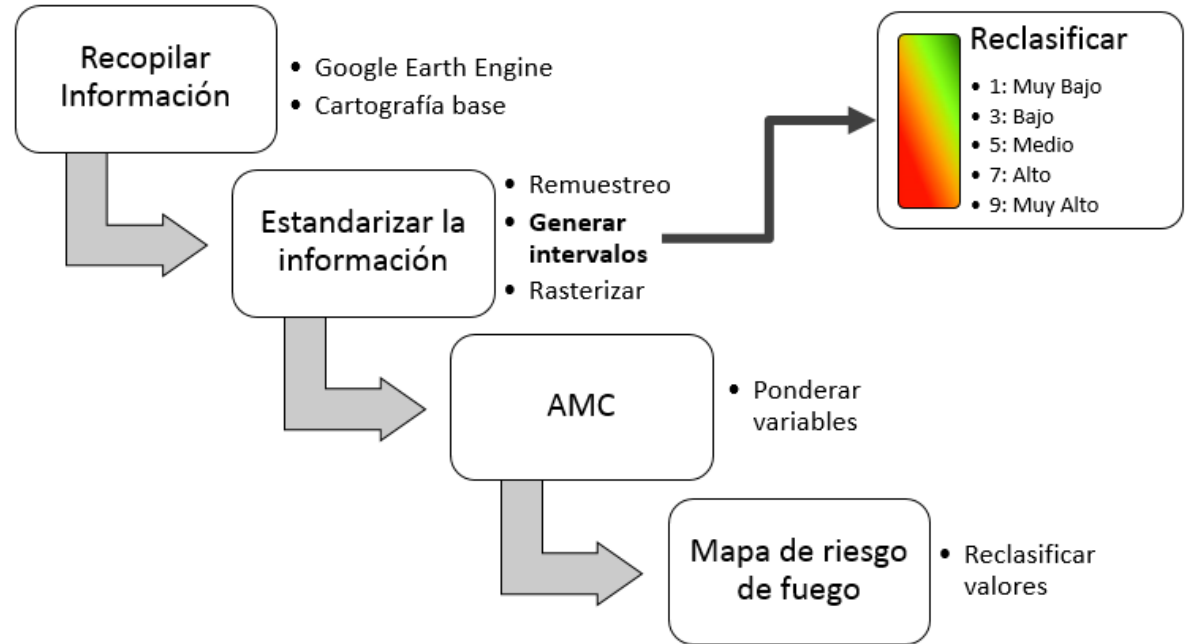 Recopilar
Información
• Google Earth Engine
• Cartografía base
Reclasificar
• 1: Muy Bajo
• 3: Bajo
• 5: Medio
• 7: Alto
• 9: Muy Alto
Estandarizar la
información
• Remuestreo
• Generar
intervalos
• Rasterizar
AMC
• Ponderar
variables
Mapa de riesgo
de fuego
• Reclasificar
valores